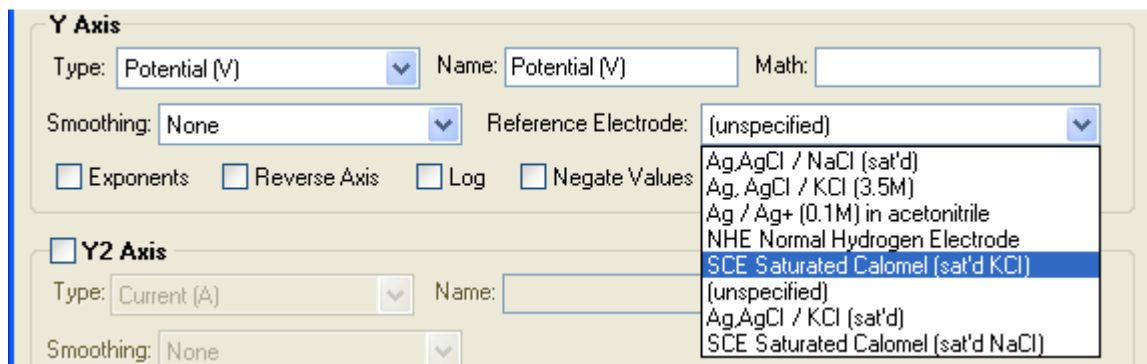 Y Axis
Type: Potential (V) Name: Potential (V) Math:
Smoothing: None Reference Electrode: (unspecified)
Ag,AgCl / NaCl (sat'd)
Ag, AgCl / KCl (3.5M)
Exponents Reverse Axis Log Negate Values
Ag / Ag+ (0.1M) in acetonitrile
NHE Normal Hydrogen Electrode
SCE Saturated Calomel (sat'd KCl)
(unspecified)
Ag,AgCl / KCl (sat'd)
SCE Saturated Calomel (sat'd NaCl)
Y2 Axis
Type: Current (A) Name:
Smoothing: None